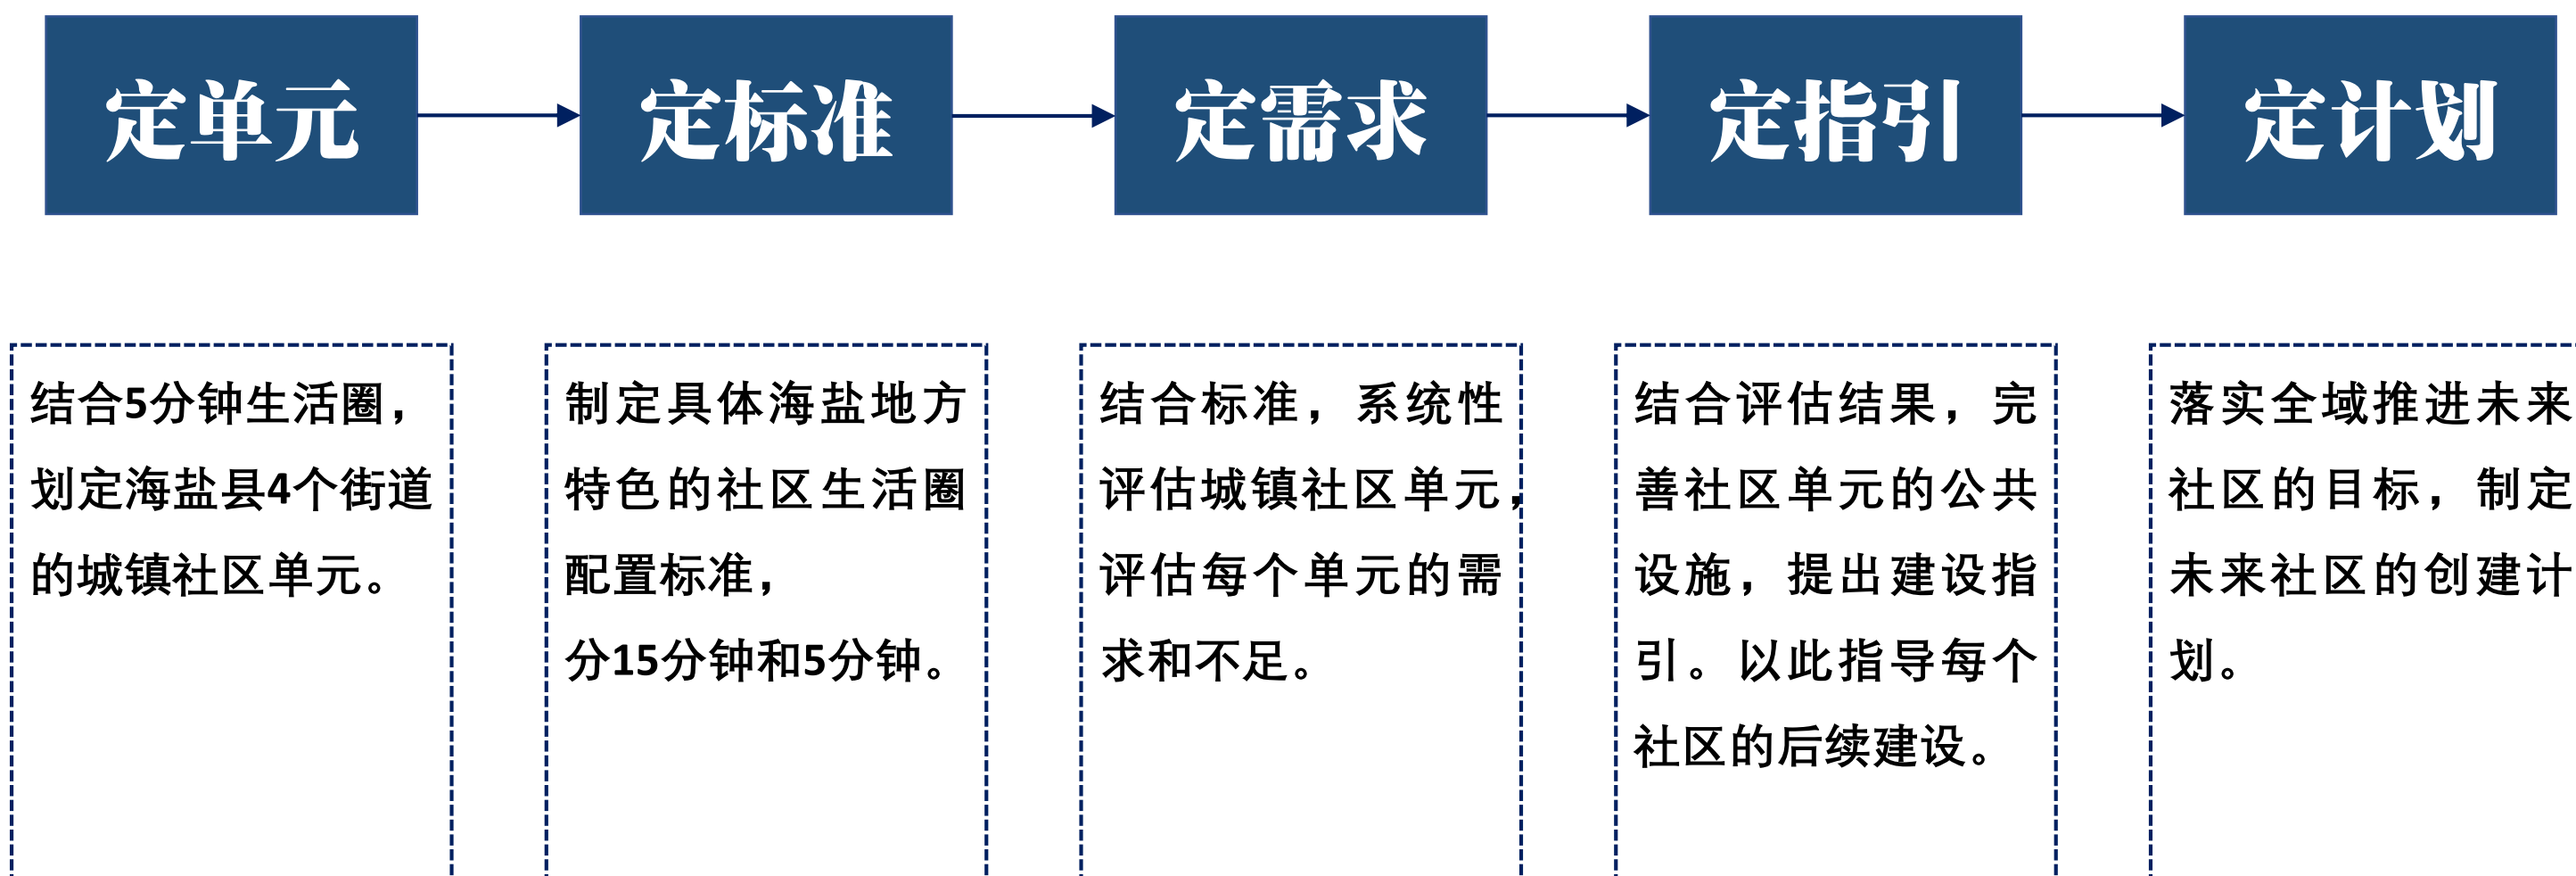 定单元
定标准
定需求
定指引
定计划
结合5分钟生活圈，
划定海盐县4个街道
的城镇社区单元。
制定具体海盐地方
特色的社区生活圈
配置标准，
分15分钟和5分钟。
结合标准，系统性
评估城镇社区单元，
评估每个单元的需
求和不足。
结合评估结果，完
善社区单元的公共
设施，提出建设指
引。以此指导每个
社区的后续建设。
落实全域推进未来
社区的目标，制定
未来社区的创建计
划。